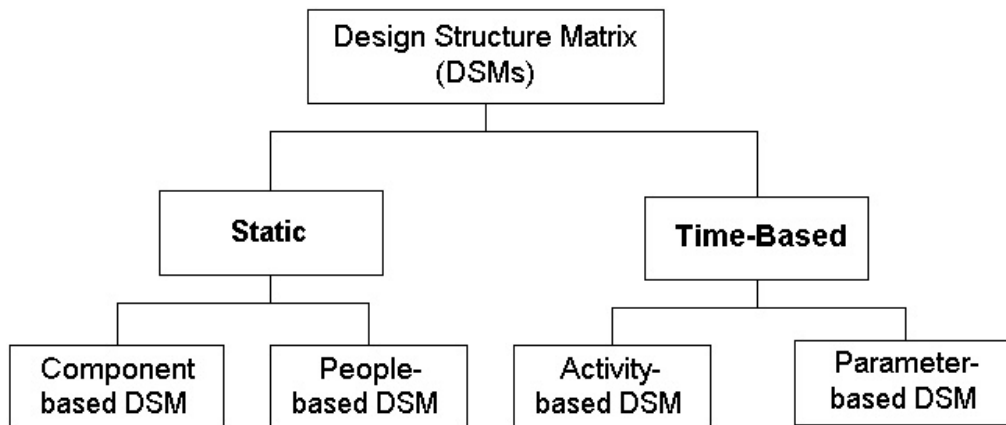 Design Structure Matrix
(DSMs)
Static
Time-Based
Component
based DSM
People-
based DSM
Activity-
based DSM
Parameter-
based DSM